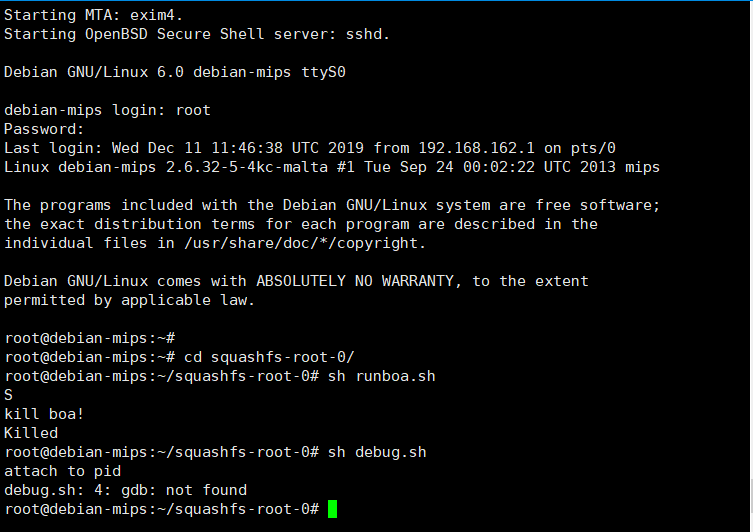 Starting MTA: exim4.
Starting OpenBSD Secure Shell server: sshd.
Debian GNU/Linux 6.0 debian-mips ttyS0
debian-mips login: root
Password:
Last login: Wed Dec 11 11:46:38 UTC 2019 from 192.168.162.1 on pts/0
Linux debian-mips 2.6.32-5-4kc-malta #1 Tue Sep 24 00:02:22 UTC 2013 mips
The programs included with the Debian GNU/Linux system are free software;
the exact distribution terms for each program are described in the
individual files in /usr/share/doc/*/copyright.
Debian GNU/Linux comes with ABSOLUTELY NO WARRANTY, to the extent
permitted by applicable law.
root@debian-mips:~#
root@debian-mips:~# cd squashfs-root-0/
root@debian-mips:~/squashfs-root-0# sh runboa.sh
S
kill boa!
Killed
root@debian-mips:~/squashfs-root-0# sh debug.sh
attach to pid
debug.sh: 4: gdb: not found
root@debian-mips:~/squashfs-root-0#